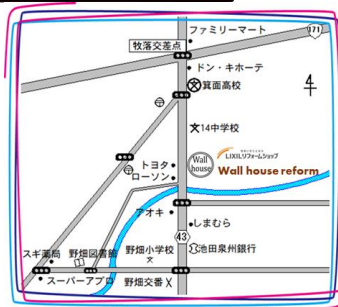 ファミリーマート
171
牧落交差点
ドン・キホーテ
箕面高校
14中学校
Wall
house
LIXILリフォームショップ
Wall house reform
トヨタ
ローソン
アオキ
しまむら
43
スギ薬局
野畑図書館
野畑小学校
池田泉州銀行
スーパーアプロ
野畑交番